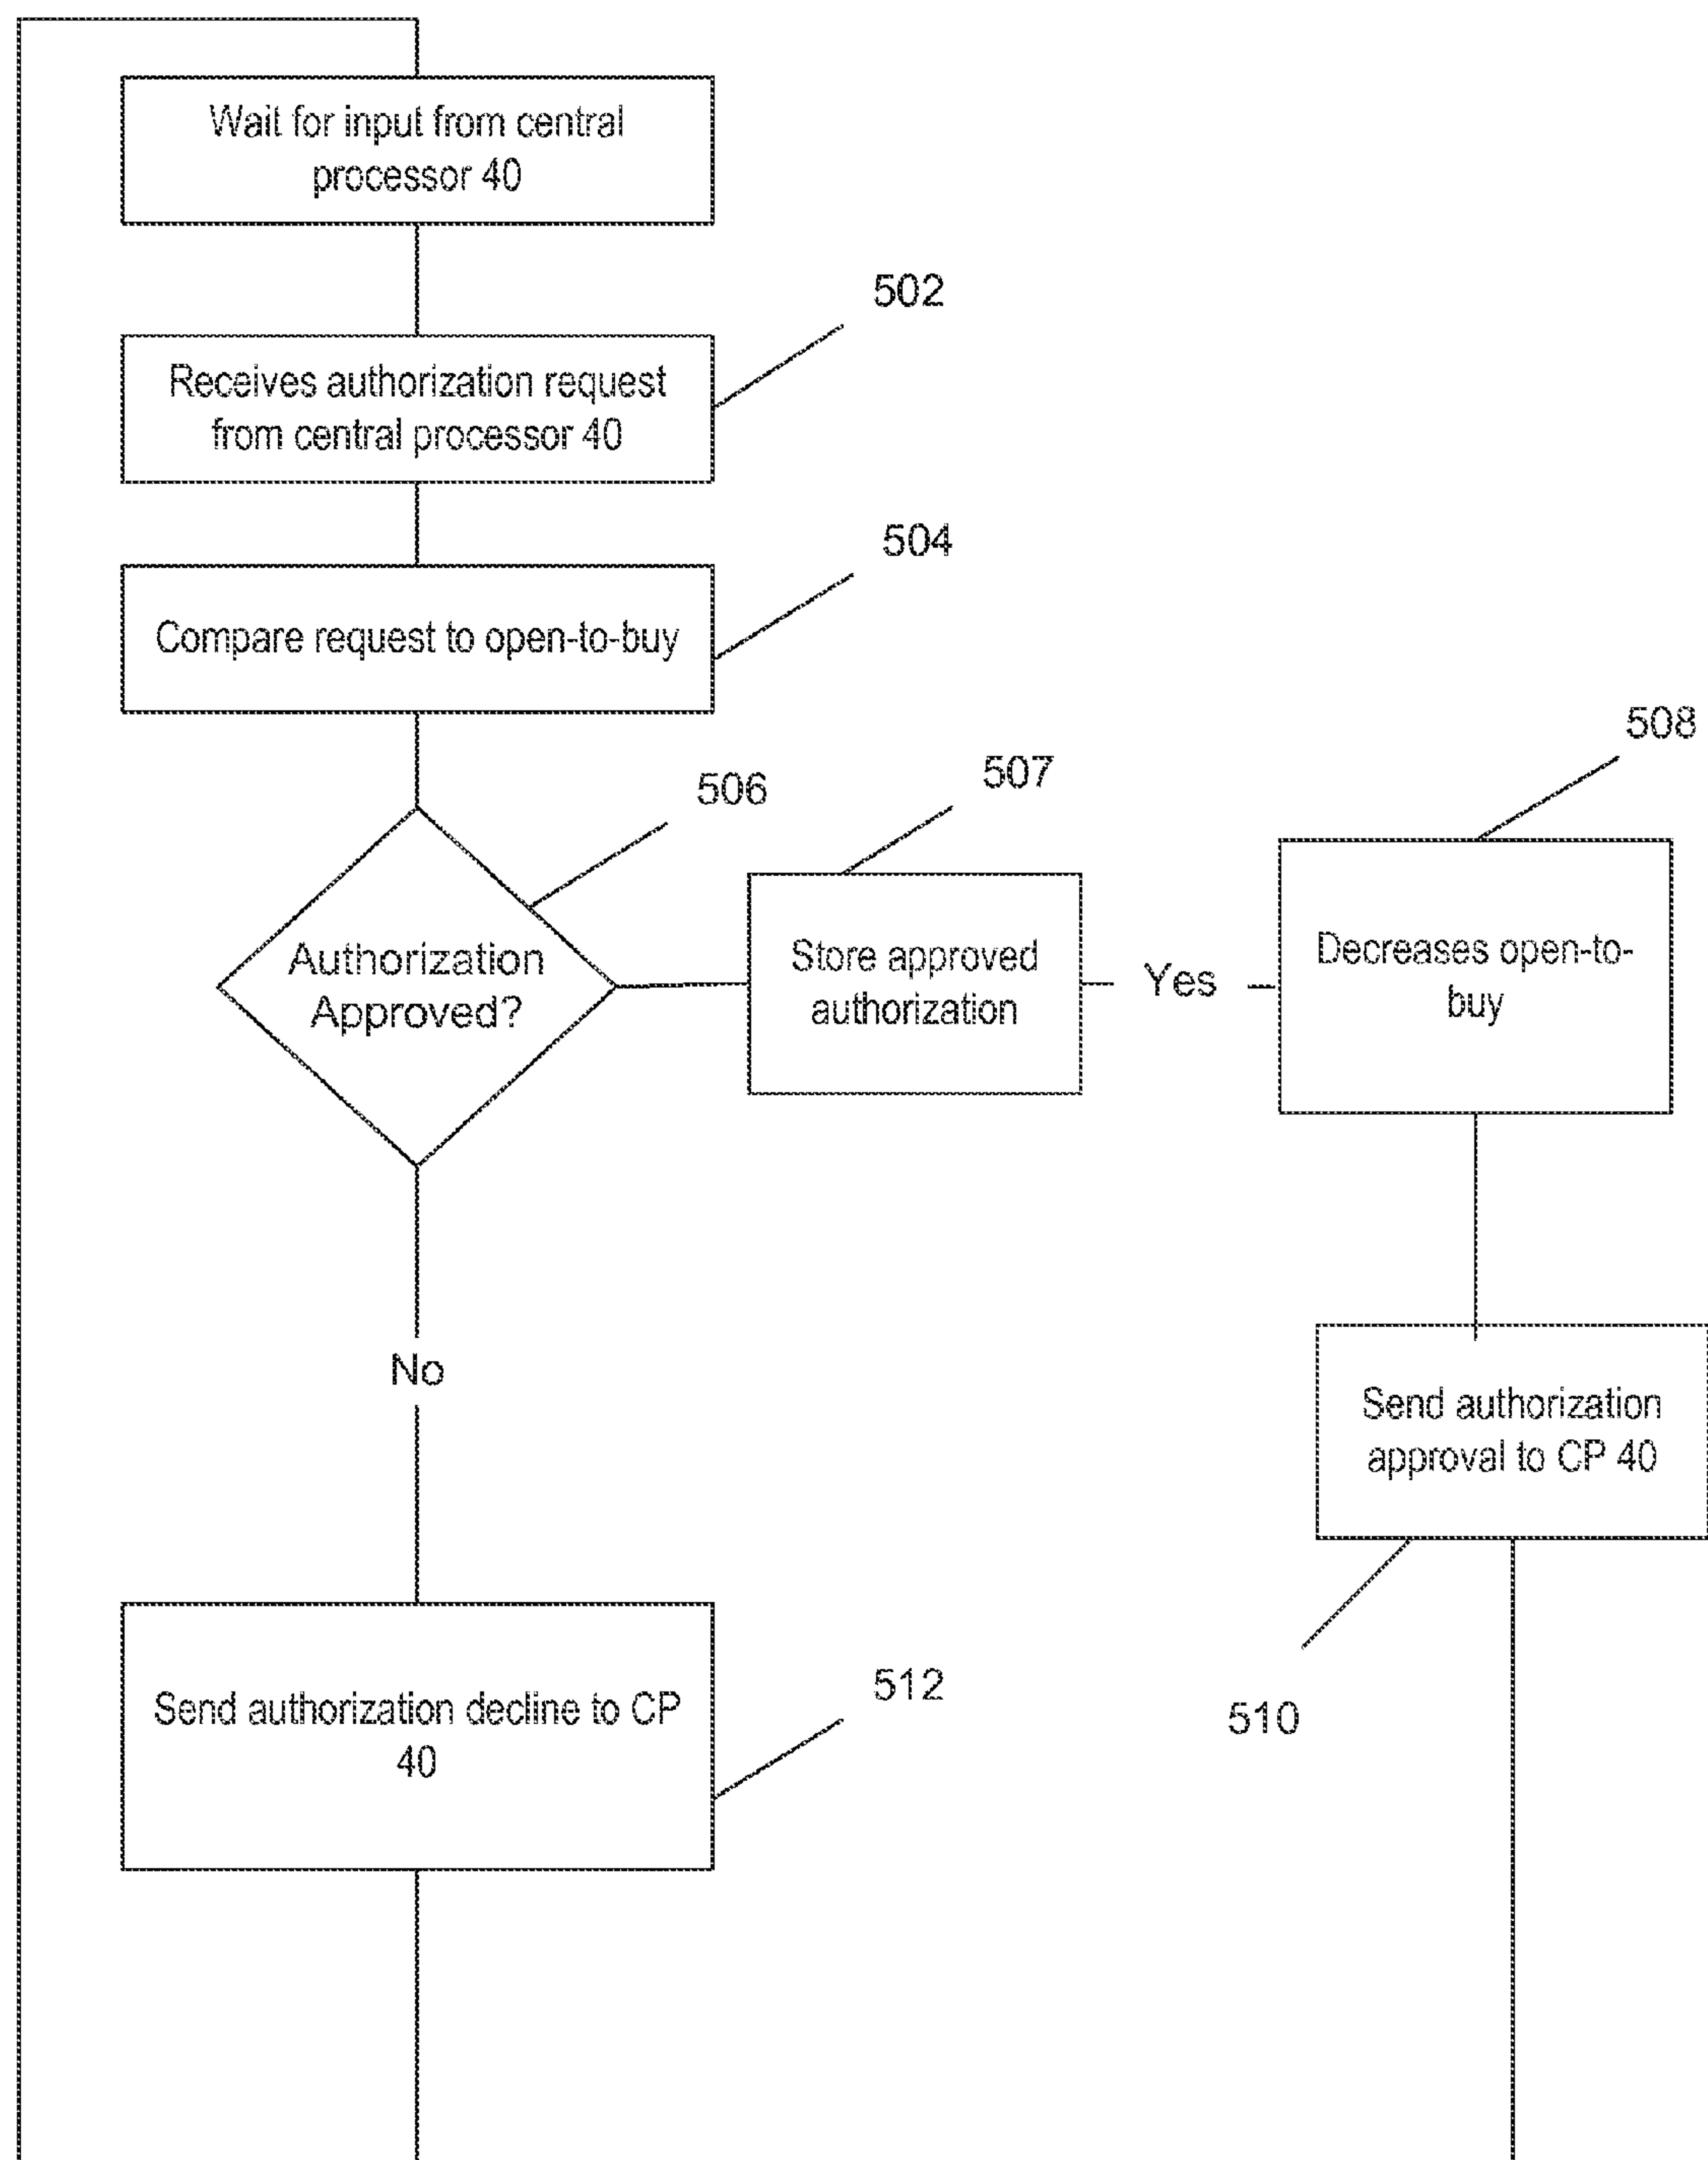 Wait for input from central
processor 40
502
Receives authorization request
from central processor 40
504
Compare request to open-to-buy
508
507
506
Authorization
Approved?
Store approved
authorization
Yes
Decreases open-to-
buy
No
Send authorization
approval to CP 40
512
510
Send authorization decline to CP
40